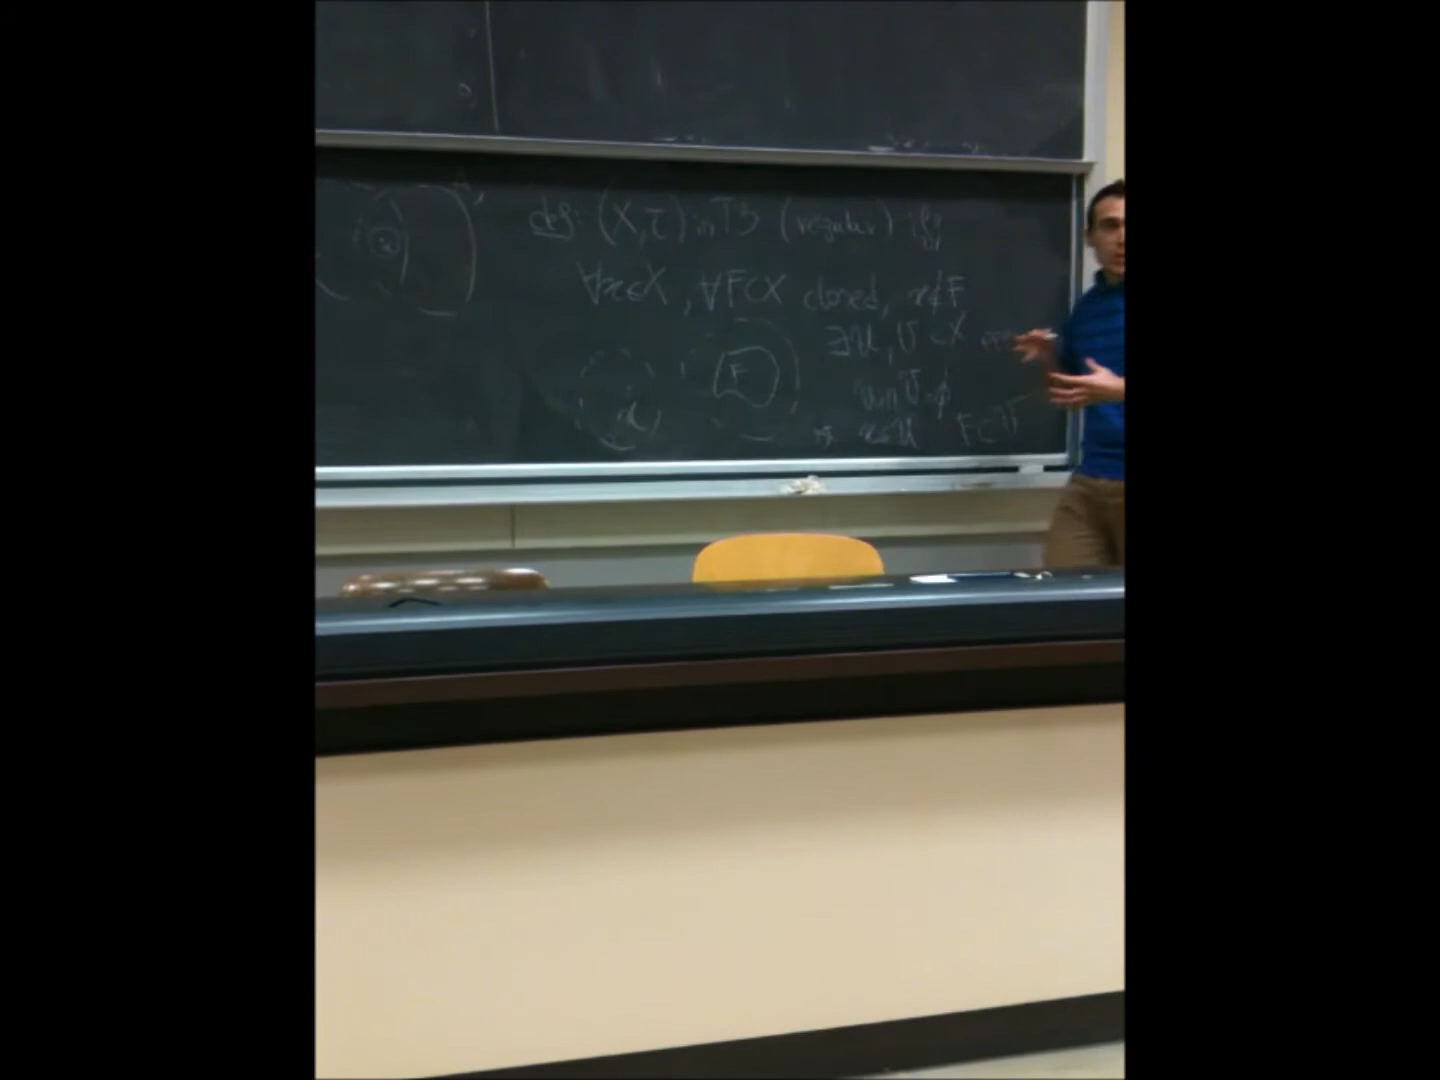 def: (X,τ) is T3 (regular) iff
∀x∈X, ∀F⊂X closed, x∉F
∃U, V ⊂X
U∩V=∅
x∈U F⊂V
x
F
x